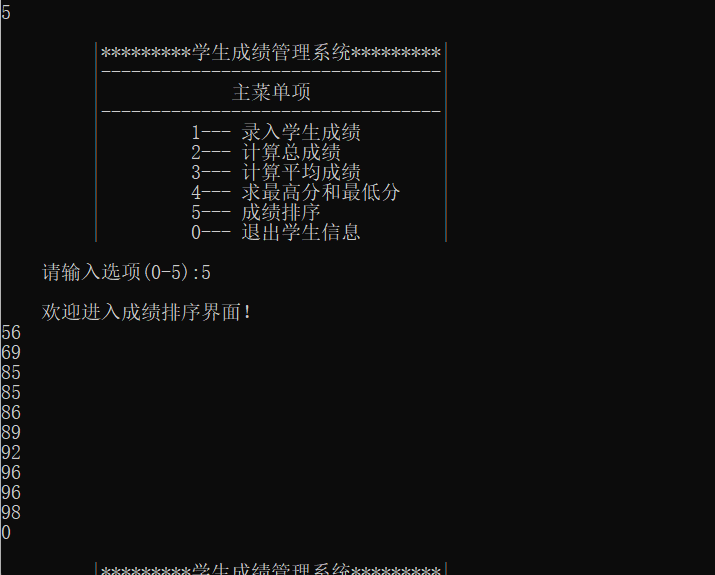 5
*********学生成绩管理系统*********
----------------------------------
主菜单项
----------------------------------
1--- 录入学生成绩
2--- 计算总成绩
3--- 计算平均成绩
4--- 求最高分和最低分
5--- 成绩排序
0--- 退出学生信息
请输入选项(0-5):5
欢迎进入成绩排序界面!
56
69
85
85
86
89
92
96
96
98
0
*********学生成绩管理系统*********